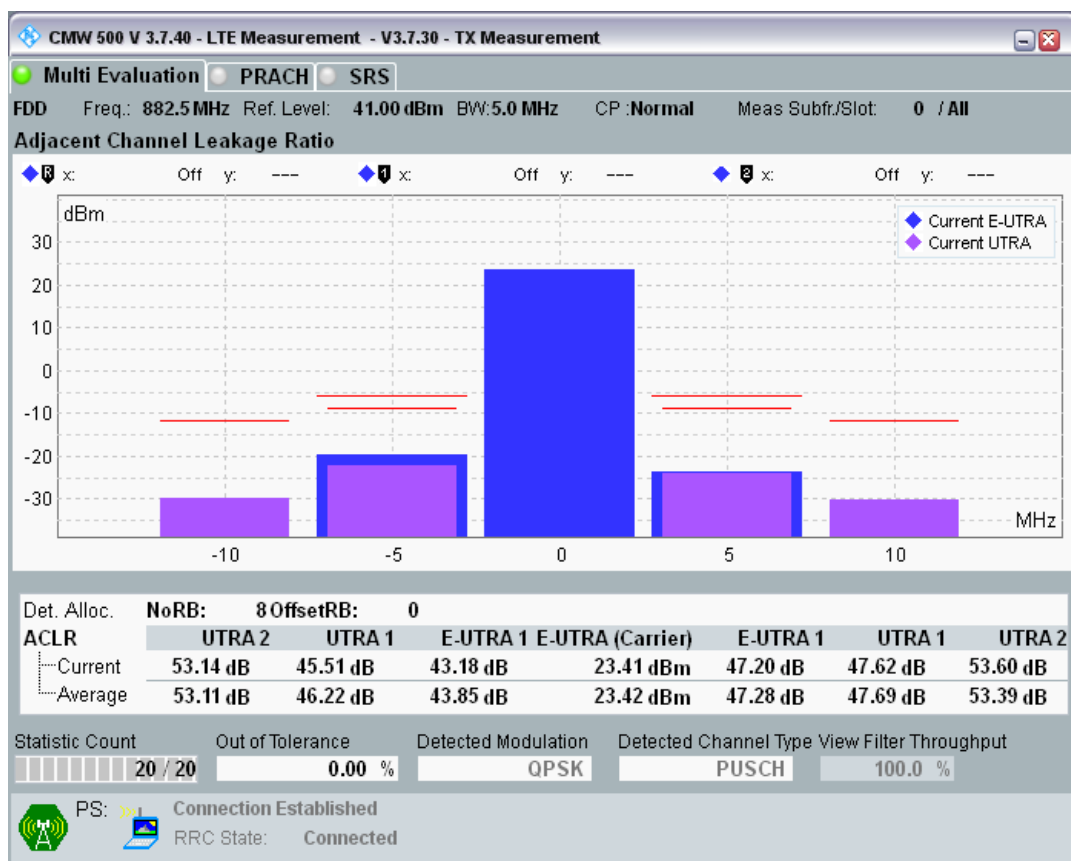 CMW 500 V 3.7.40 - LTE Measurement - V3.7.30 - TX Measurement
Multi Evaluation PRACH SRS
FDD Freq.: 882.5 MHz Ref. Level: 41.00 dBm BW:5.0 MHz CP :Normal Meas Subfr./Slot: 0 / All
Adjacent Channel Leakage Ratio
R x: Off y: --- 1 x: Off y: --- 2 x: Off y: ---
dBm
Current E-UTRA
Current UTRA
30
20
10
0
-10
-20
-30
MHz
-10 -5 0 5 10
Det. Alloc. NoRB: 8 OffsetRB: 0
ACLR UTRA 2 UTRA 1 E-UTRA 1 E-UTRA (Carrier) E-UTRA 1 UTRA 1 UTRA 2
Current 53.14 dB 45.51 dB 43.18 dB 23.41 dBm 47.20 dB 47.62 dB 53.60 dB
Average 53.11 dB 46.22 dB 43.85 dB 23.42 dBm 47.28 dB 47.69 dB 53.39 dB
Statistic Count Out of Tolerance Detected Modulation Detected Channel Type View Filter Throughput
20 / 20 0.00 % QPSK PUSCH 100.0 %
PS: Connection Established
RRC State: Connected